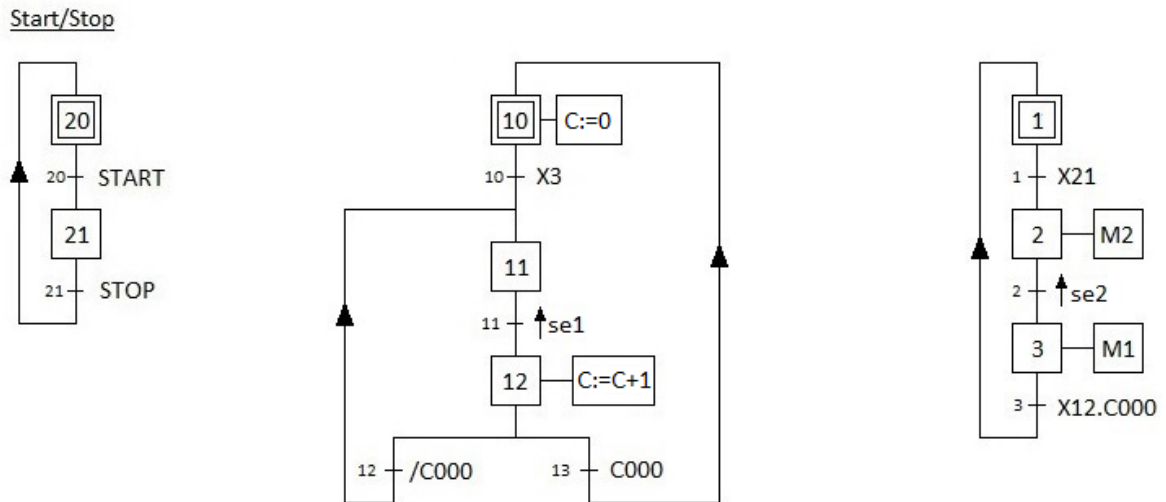 Start/Stop
20
20 START
21
21 STOP
10 C:=0
10 X3
11
11 se1
12 C:=C+1
12 /C000 13 C000
1
1 X21
2 M2
2 se2
3 M1
3 X12.C000